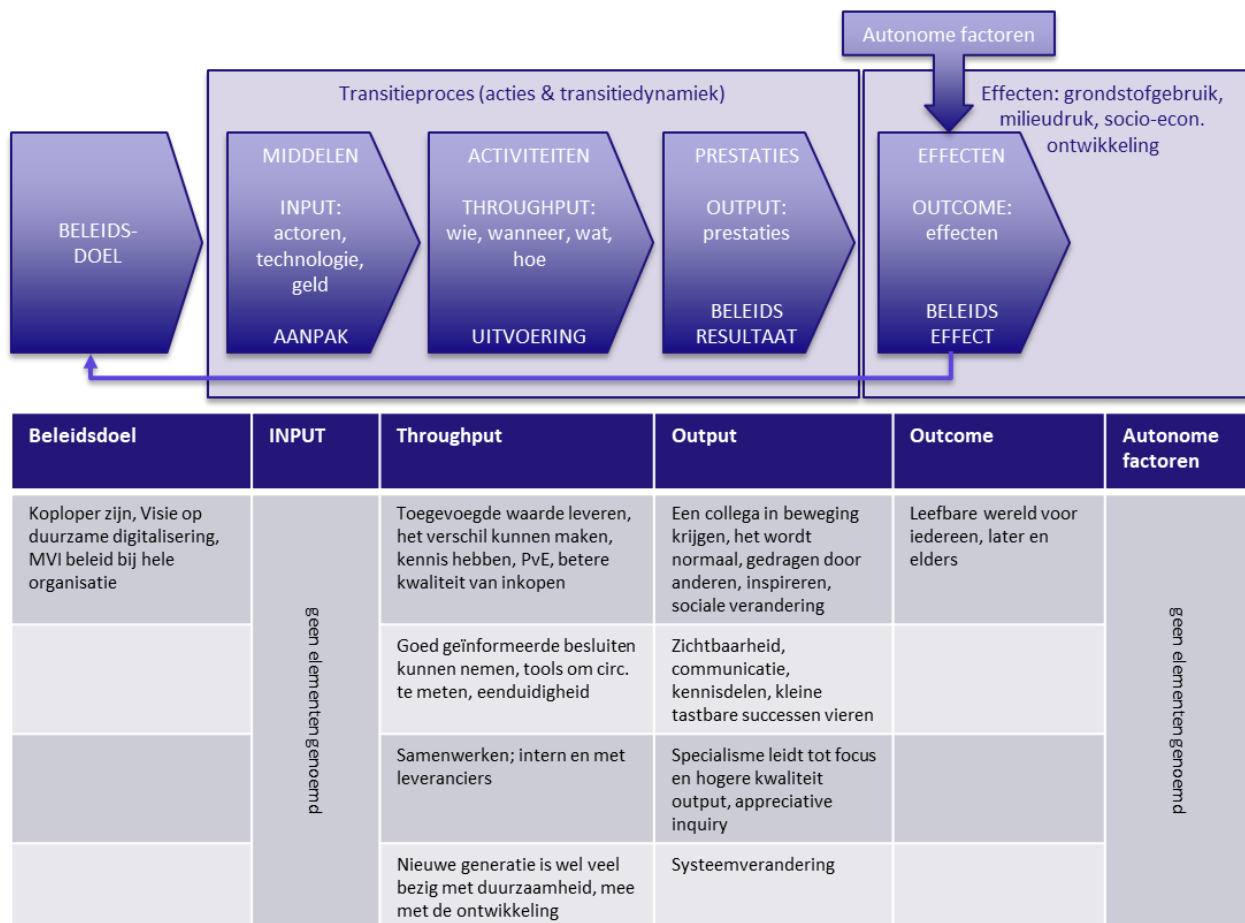 Autonome factoren
Transitieproces (acties & transitiedynamiek)
Effecten: grondstofgebruik,
milieudruk, socio-econ.
ontwikkeling
BELEIDS-
DOEL
MIDDELEN
INPUT:
actoren,
technologie,
geld
AANPAK
ACTIVITEITEN
THROUGHPUT:
wie, wanneer, wat,
hoe
UITVOERING
PRESTATIES
OUTPUT:
prestaties
BELEIDS
RESULTAAT
EFFECTEN
OUTCOME:
effecten
BELEIDS
EFFECT
Beleidsdoel
INPUT
Throughput
Output
Outcome
Autonome
factoren
Koploper zijn, Visie op
duurzame digitalisering,
MVI beleid bij hele
organisatie
geen elementen genoemd
Toegevoegde waarde leveren,
het verschil kunnen maken,
kennis hebben, PvE, betere
kwaliteit van inkopen
Een collega in beweging
krijgen, het wordt
normaal, gedragen door
anderen, inspireren,
sociale verandering
Leefbare wereld voor
iedereen, later en
elders
geen elementen genoemd
Goed geïnformeerde besluiten
kunnen nemen, tools om circ.
te meten, eenduidigheid
Zichtbaarheid,
communicatie,
kennisdelen, kleine
tastbare successen vieren
Samenwerken; intern en met
leveranciers
Specialisme leidt tot focus
en hogere kwaliteit
output, appreciative
inquiry
Nieuwe generatie is wel veel
bezig met duurzaamheid, mee
met de ontwikkeling
Systeemverandering